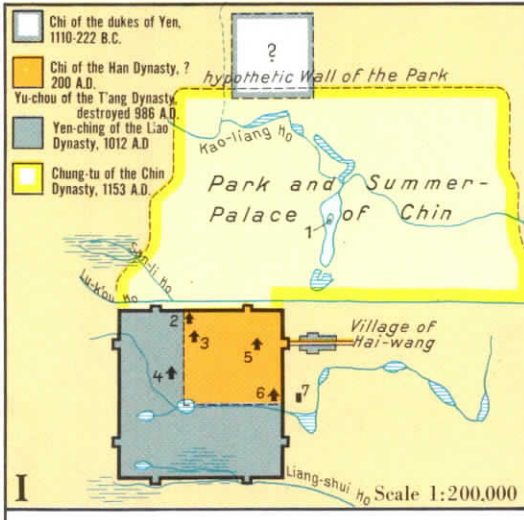 Chi of the dukes of Yen,
1110-222 B.C.
Chi of the Han Dynasty, ?
200 A.D.
Yu-chou of the T'ang Dynasty,
destroyed 986 A.D.
Yen-ching of the Liao
Dynasty, 1012 A.D
Chung-tu of the Chin
Dynasty, 1153 A.D.
?
hypothetic Wall of the Park
Kao-liang Ho
Park and Summer-
Palace of Chin
1
San-li Ho
Lu-k'ou Ho
Village of
Hai-wang
2
3
5
4
6
7
Liang-shui Ho
I
Scale 1:200.000